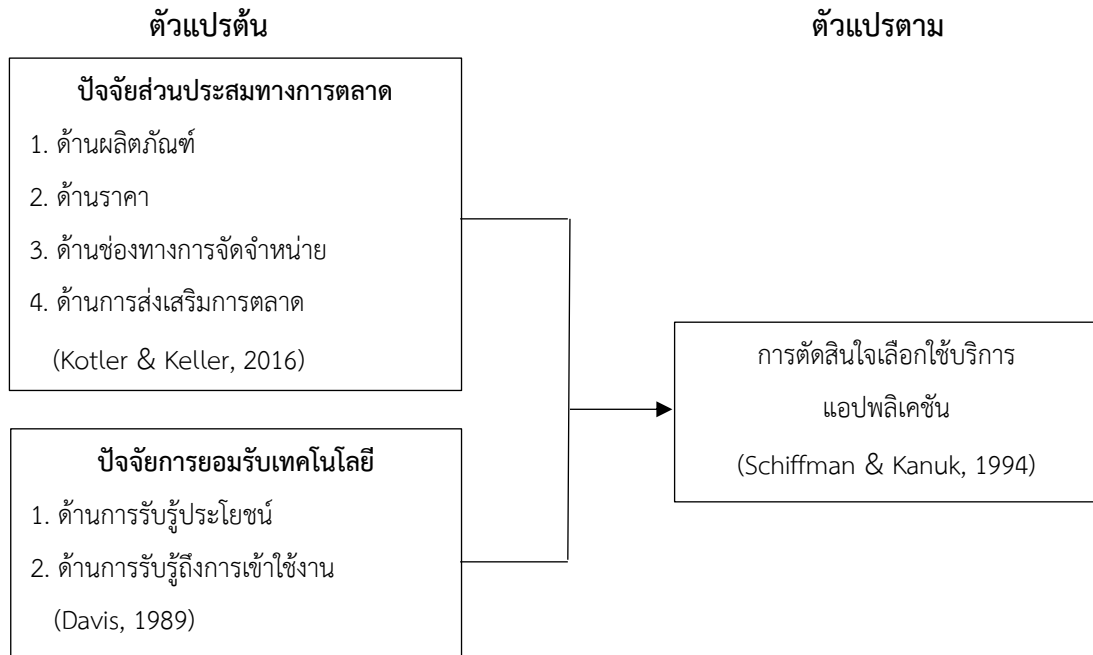 ตัวแปรต้น
ปัจจัยส่วนประสมทางการตลาด
1. ด้านผลิตภัณฑ์
2. ด้านราคา
3. ด้านช่องทางการจัดจำหน่าย
4. ด้านการส่งเสริมการตลาด
(Kotler & Keller, 2016)
ปัจจัยการยอมรับเทคโนโลยี
1. ด้านการรับรู้ประโยชน์
2. ด้านการรับรู้ถึงการเข้าใช้งาน
(Davis, 1989)
ตัวแปรตาม
การตัดสินใจเลือกใช้บริการ
แอปพลิเคชัน
(Schiffman & Kanuk, 1994)